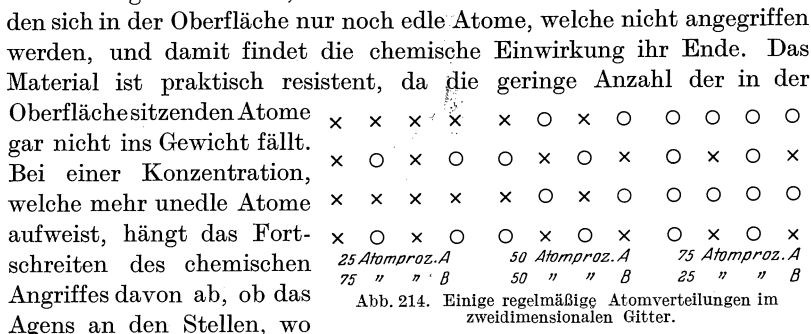 den sich in der Oberfläche nur noch edle Atome, welche nicht angegriffen
werden, und damit findet die chemische Einwirkung ihr Ende. Das
Material ist praktisch resistent, da die geringe Anzahl der in der
Oberfläche sitzenden Atome
gar nicht ins Gewicht fällt.
Bei einer Konzentration,
welche mehr unedle Atome
aufweist, hängt das Fort-
schreiten des chemischen
Angriffes davon ab, ob das
Agens an den Stellen, wo
× × × × × O × O O O O O
× O × O O × O × O × O ×
× × × × × O × O O O O O
× O × O O × O × O × O ×
25 Atomproz. A 50 Atomproz. A 75 Atomproz. A
75 " " B 50 " " B 25 " " B
Abb. 214. Einige regelmäßige Atomverteilungen im
zweidimensionalen Gitter.